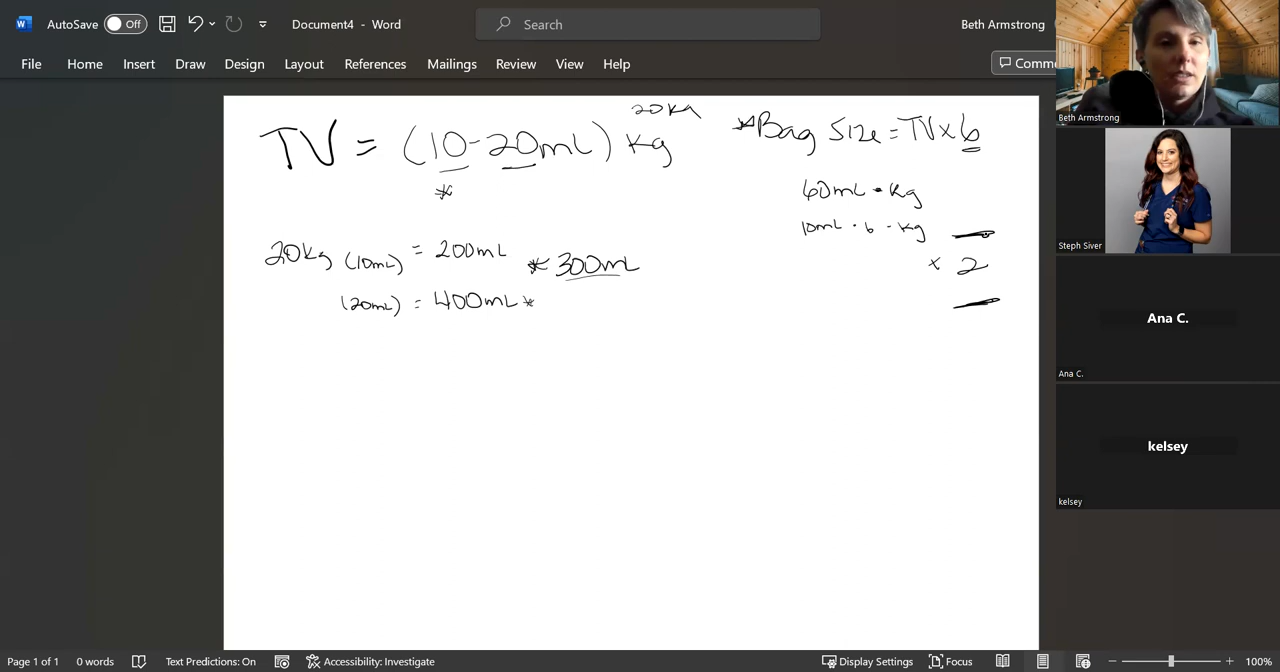 AutoSave Off Document4 - Word Search Beth Armstrong
File Home Insert Draw Design Layout References Mailings Review View Help Comm
Beth Armstrong
20kg
TV = (10-20mL) kg
*Bag Size = TV x 6
*
60mL • kg
10mL • 6 • kg
x 2
20kg (10mL) = 200mL * 300mL
(20mL) = 400mL *
Steph Siver
Ana C.
Ana C.
kelsey
kelsey
Page 1 of 1 0 words Text Predictions: On Accessibility: Investigate Display Settings Focus 100%